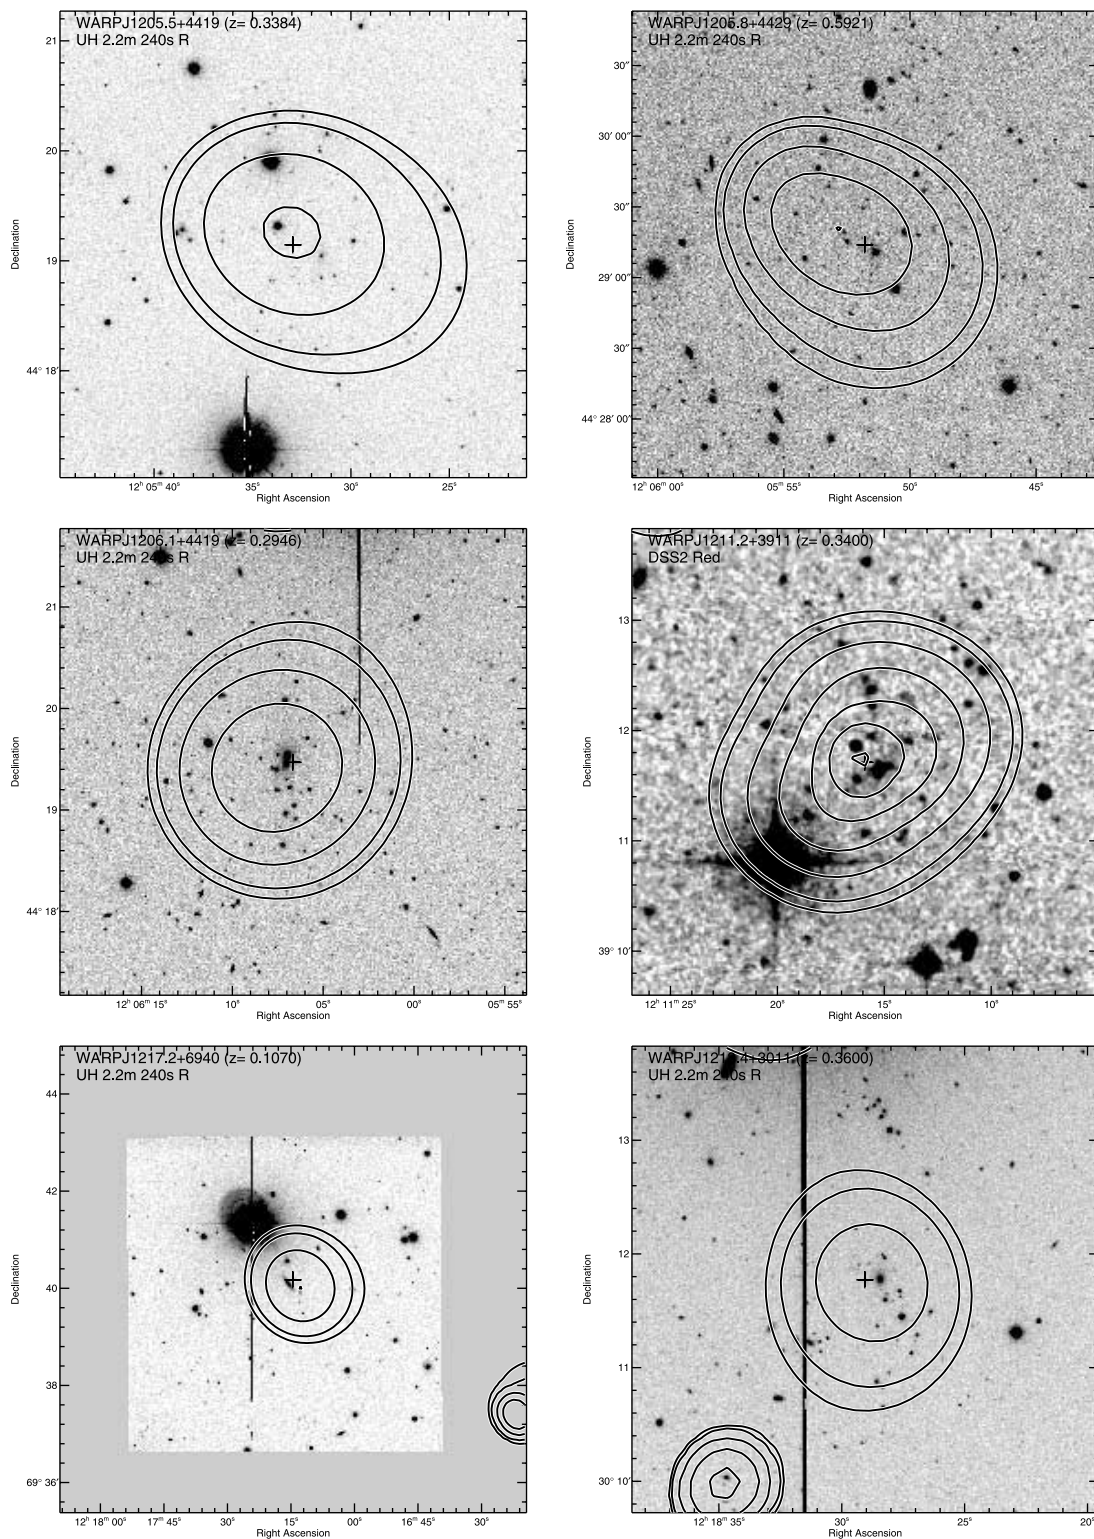 WARPJ1205.5+4419 (z= 0.3384)
UH 2.2m 240s R
21
20
19
44° 18′
Declination
12ʰ 05ᵐ 40ˢ
35ˢ
30ˢ
25ˢ
Right Ascension
WARPJ1205.8+4429 (z= 0.5921)
UH 2.2m 240s R
30″
30′ 00″
30″
29′ 00″
30″
44° 28′ 00″
Declination
12ʰ 06ᵐ 00ˢ
05ᵐ 55ˢ
50ˢ
45ˢ
Right Ascension
WARPJ1206.1+4419 (z= 0.2946)
UH 2.2m 240s R
21
20
19
44° 18′
Declination
12ʰ 06ᵐ 15ˢ
10ˢ
05ˢ
00ˢ
05ᵐ 55ˢ
Right Ascension
WARPJ1211.2+3911 (z= 0.3400)
DSS2 Red
13
12
11
39° 10′
Declination
12ʰ 11ᵐ 25ˢ
20ˢ
15ˢ
10ˢ
Right Ascension
WARPJ1217.2+6940 (z= 0.1070)
UH 2.2m 240s R
44
42
40
38
69° 36′
Declination
12ʰ 18ᵐ 00ˢ
17ᵐ 45ˢ
30ˢ
15ˢ
00ˢ
16ᵐ 45ˢ
30ˢ
Right Ascension
(z= 0.3600)
UH 2.2m 240s R
13
12
11
30° 10′
Declination
12ʰ 18ᵐ 35ˢ
30ˢ
25ˢ
20ˢ
Right Ascension